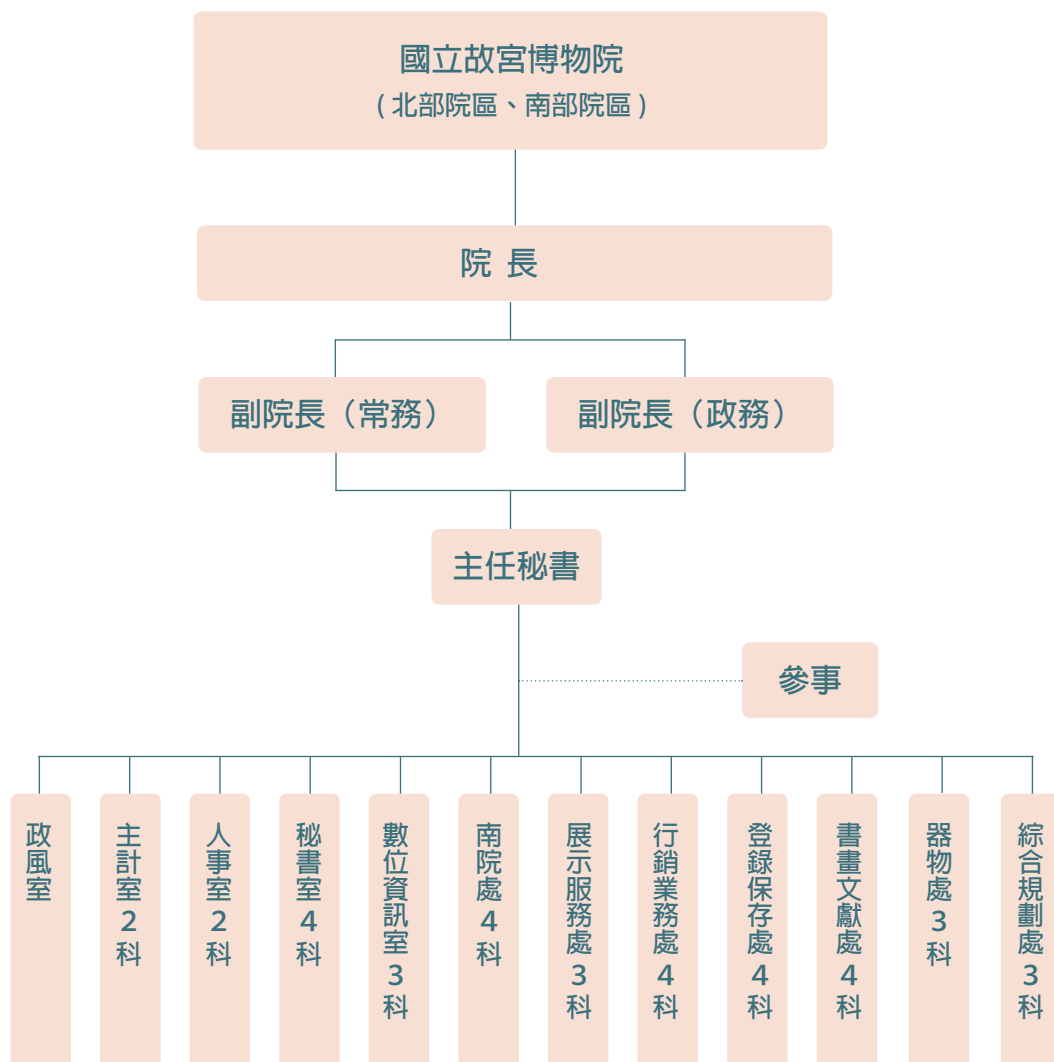 國立故宮博物院
（北部院區、南部院區）
院 長
副院長（常務）
副院長（政務）
主任秘書
參事
政風室
主計室2科
人事室2科
秘書室4科
數位資訊室3科
南院處4科
展示服務處3科
行銷業務處4科
登錄保存處4科
書畫文獻處4科
器物處3科
綜合規劃處3科